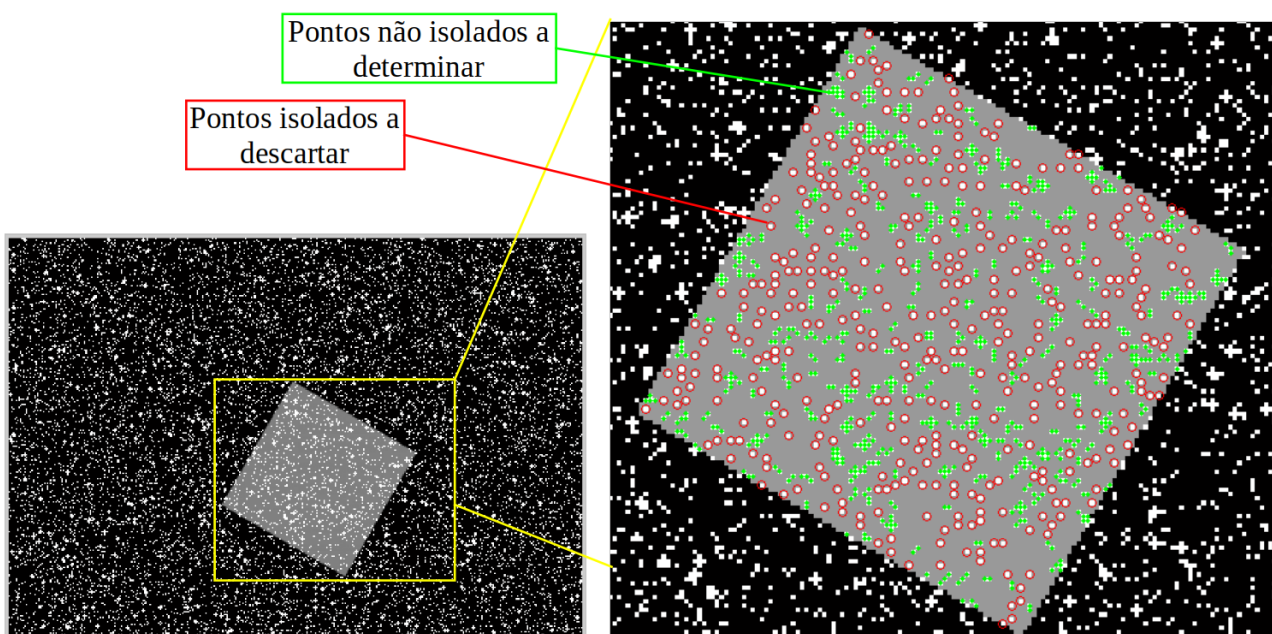 Pontos não isolados a
determinar
Pontos isolados a
descartar